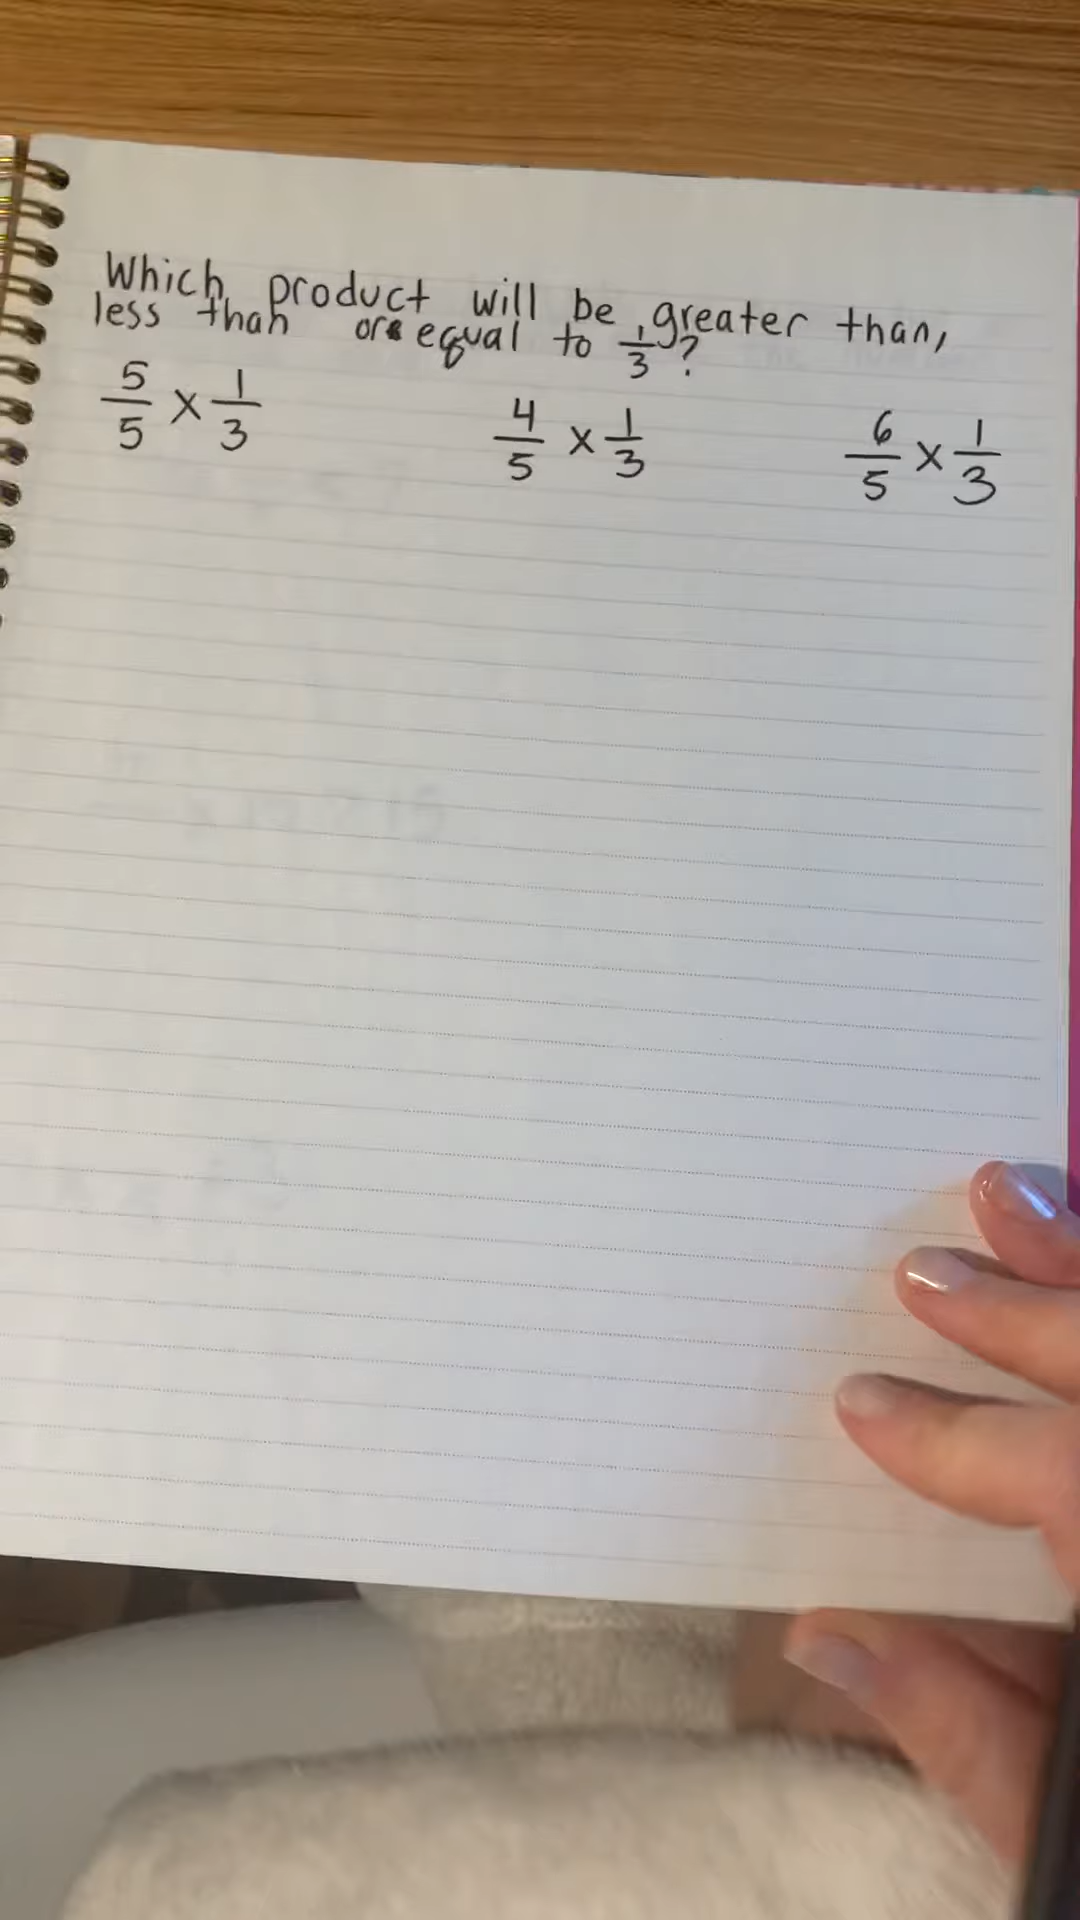 Which product will be greater than,
less than or equal to 1/3?
5/5 x 1/3 4/5 x 1/3 6/5 x 1/3